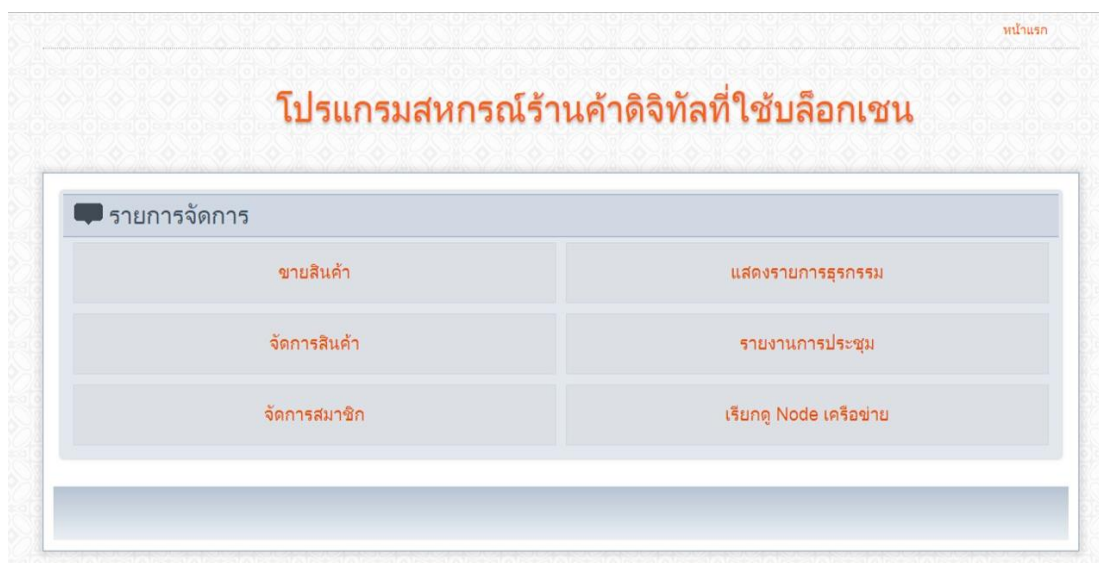 หน้าแรก
โปรแกรมสหกรณ์ร้านค้าดิจิทัลที่ใช้บล็อกเชน
รายการจัดการ
ขายสินค้า
แสดงรายการธุรกรรม
จัดการสินค้า
รายงานการประชุม
จัดการสมาชิก
เรียกดู Node เครือข่าย